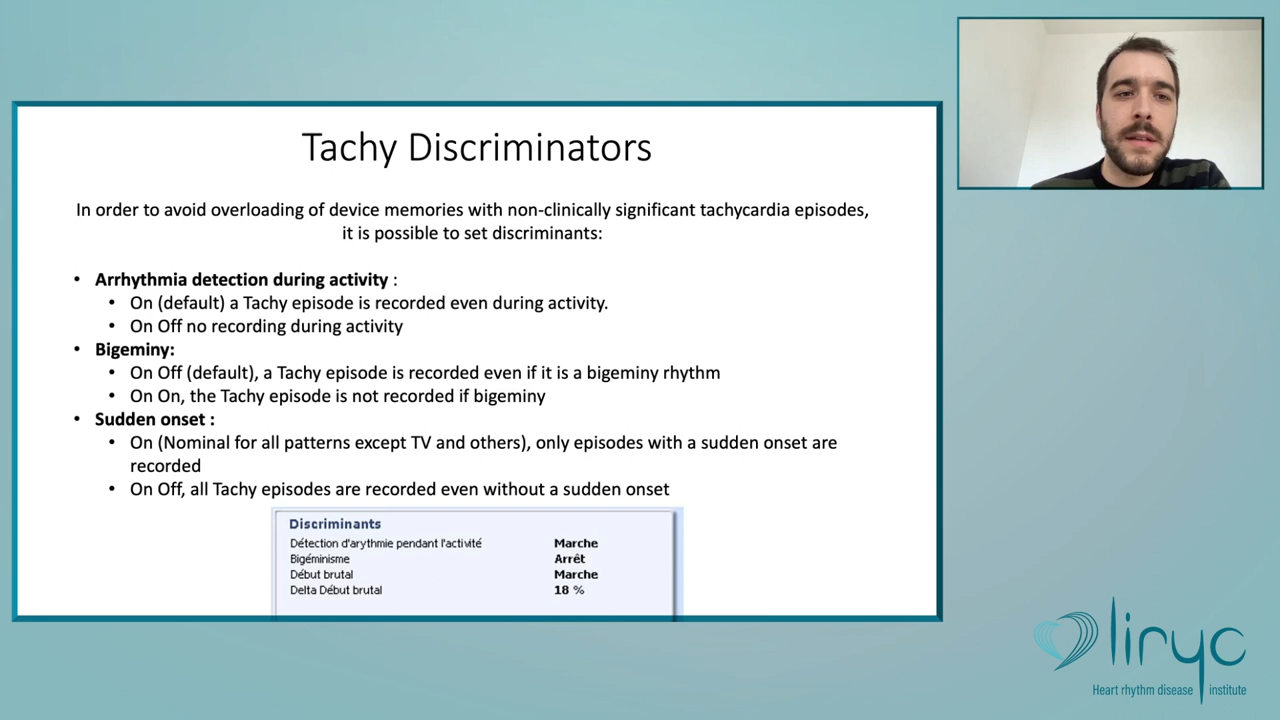 Tachy Discriminators
In order to avoid overloading of device memories with non-clinically significant tachycardia episodes,
it is possible to set discriminants:
• Arrhythmia detection during activity :
• On (default) a Tachy episode is recorded even during activity.
• On Off no recording during activity
• Bigeminy:
• On Off (default), a Tachy episode is recorded even if it is a bigeminy rhythm
• On On, the Tachy episode is not recorded if bigeminy
• Sudden onset :
• On (Nominal for all patterns except TV and others), only episodes with a sudden onset are
recorded
• On Off, all Tachy episodes are recorded even without a sudden onset
Discriminants
Détection d'arythmie pendant l'activité Marche
Bigéminisme Arrêt
Début brutal Marche
Delta Début brutal 18 %
liryc
Heart rhythm disease institute